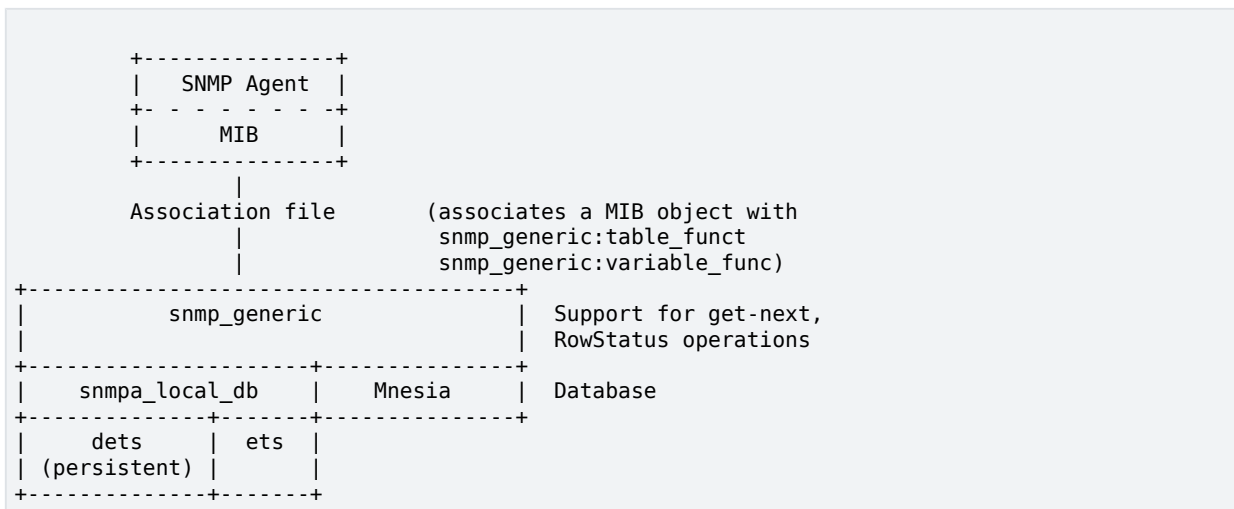 +---------------+
|   SNMP Agent  |
+- - - - - - - -+
|      MIB      |
+---------------+
|
Association file       (associates a MIB object with
|               snmp_generic:table_funct
|               snmp_generic:variable_func)
+--------------------------------------+
|           snmp_generic               |  Support for get-next,
|                                      |  RowStatus operations
+----------------------+---------------+
|    snmpa_local_db    |    Mnesia     |  Database
+--------------+-------+---------------+
|     dets     |  ets  |
| (persistent) |       |
+--------------+-------+